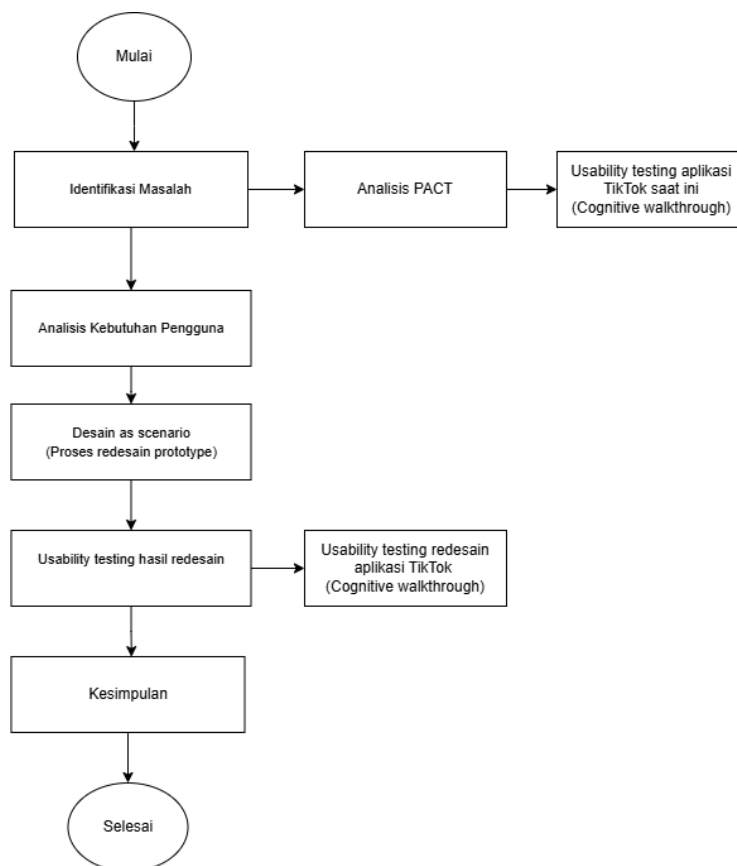 Mulai
Identifikasi Masalah
Analisis PACT
Usability testing aplikasi
TikTok saat ini
(Cognitive walkthrough)
Analisis Kebutuhan Pengguna
Desain as scenario
(Proses redesain prototype)
Usability testing hasil redesain
Usability testing redesain
aplikasi TikTok
(Cognitive walkthrough)
Kesimpulan
Selesai